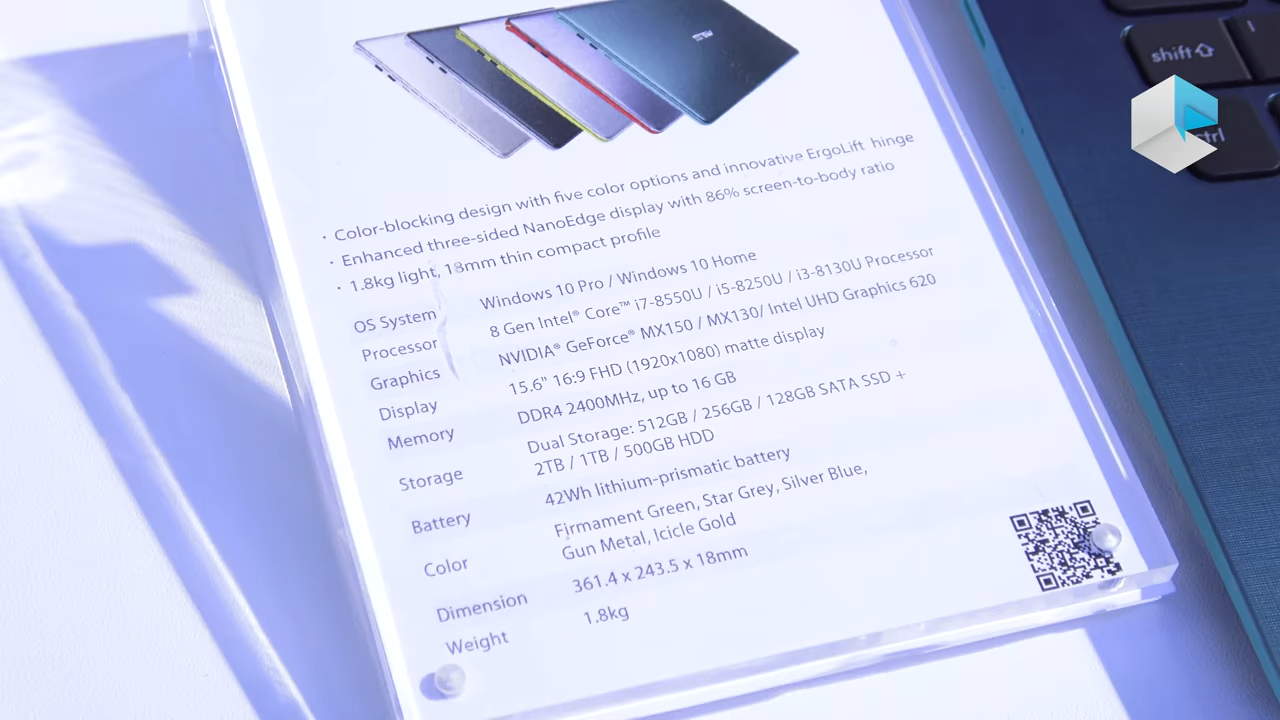 · Color-blocking design with five color options and innovative ErgoLift hinge
· Enhanced three-sided NanoEdge display with 86% screen-to-body ratio
· 1.8kg light, 18mm thin compact profile
OS System Windows 10 Pro / Windows 10 Home
Processor 8 Gen Intel® Core™ i7-8550U / i5-8250U / i3-8130U Processor
Graphics NVIDIA® GeForce® MX150 / MX130/ Intel UHD Graphics 620
Display 15.6" 16:9 FHD (1920x1080) matte display
Memory DDR4 2400MHz, up to 16 GB
Storage Dual Storage: 512GB / 256GB / 128GB SATA SSD +
2TB / 1TB / 500GB HDD
Battery 42Wh lithium-prismatic battery
Color Firmament Green, Star Grey, Silver Blue,
Gun Metal, Icicle Gold
Dimension 361.4 x 243.5 x 18mm
Weight 1.8kg
shift